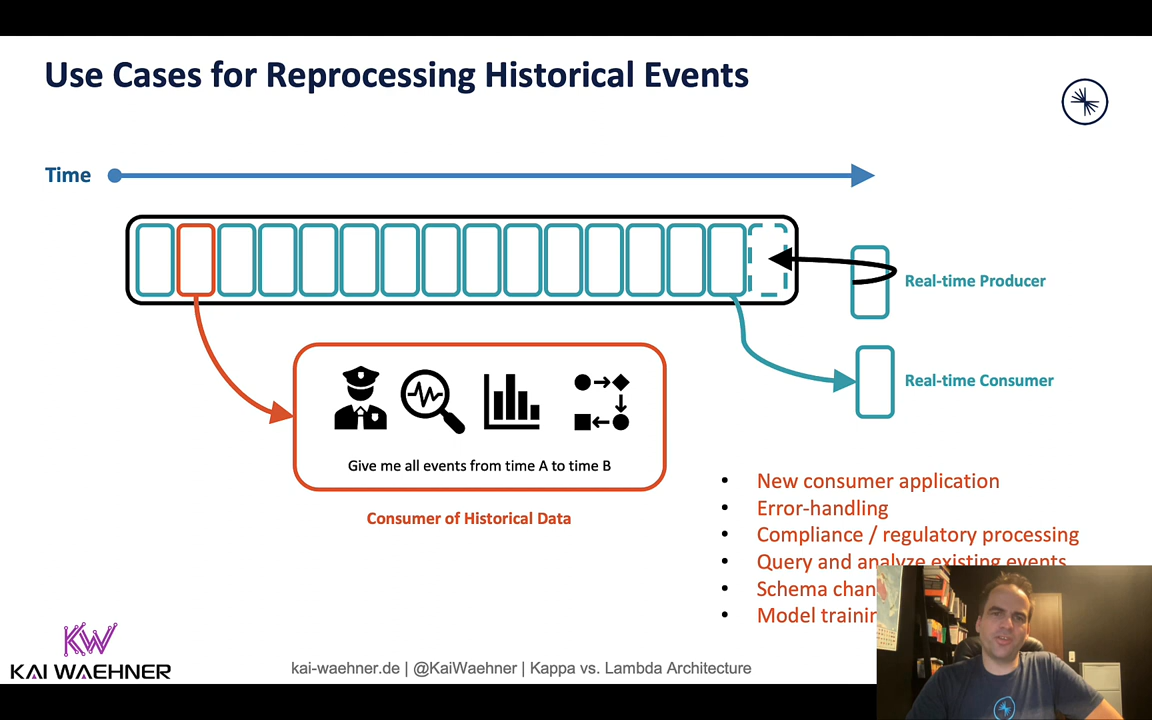 Use Cases for Reprocessing Historical Events
Time
Real-time Producer
Real-time Consumer
Give me all events from time A to time B
Consumer of Historical Data
• New consumer application
• Error-handling
• Compliance / regulatory processing
• Query and analyze existing events
• Schema
• Model
KW
KAI WAEHNER
kai-waehner.de | @KaiWaehner | Kappa vs. Lambda Architecture